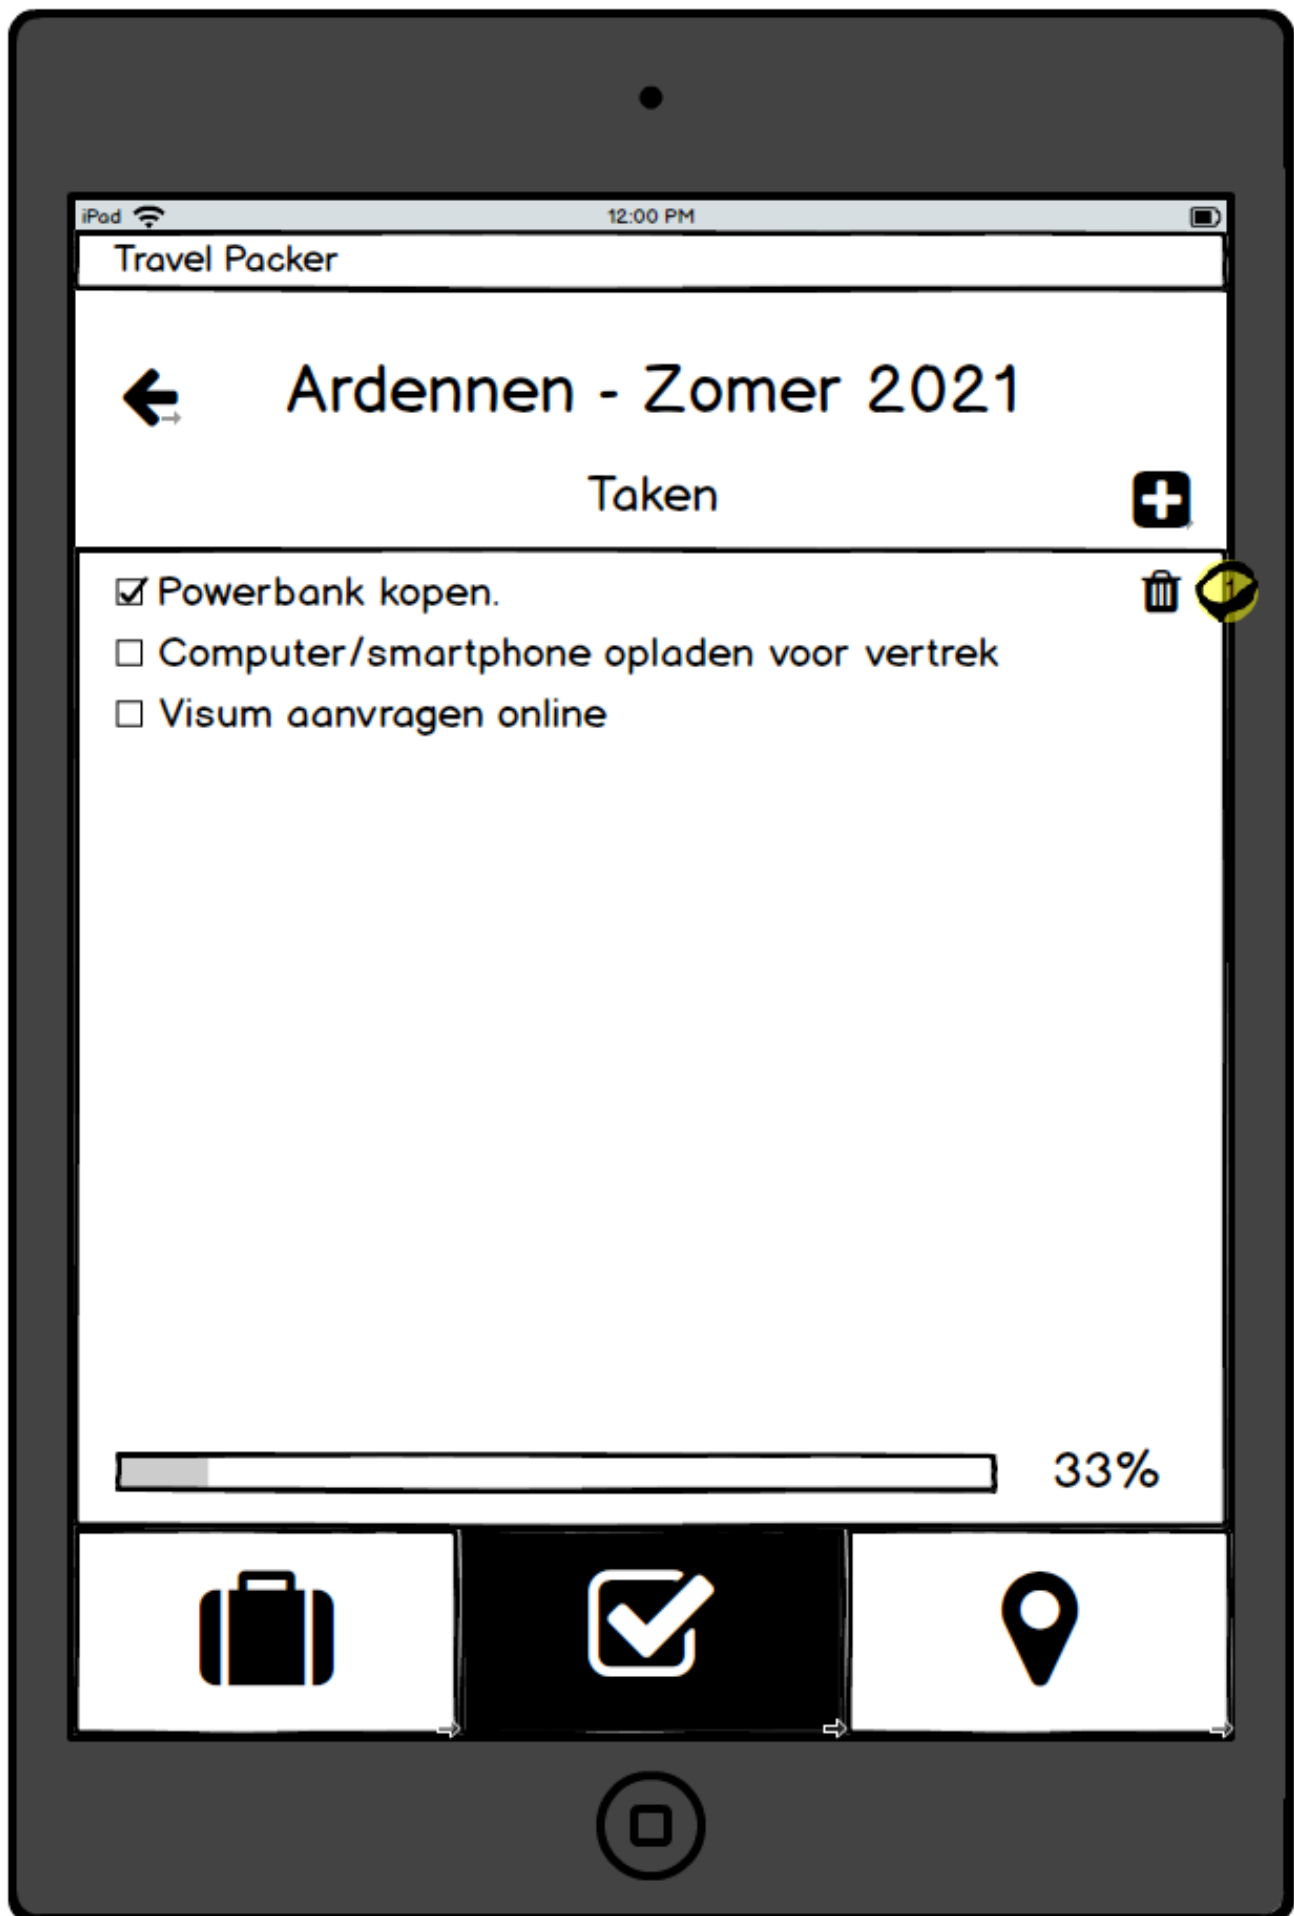 iPad
12:00 PM
Travel Packer
Ardennen - Zomer 2021
Taken
Powerbank kopen.
1
Computer/smartphone opladen voor vertrek
Visum aanvragen online
33%